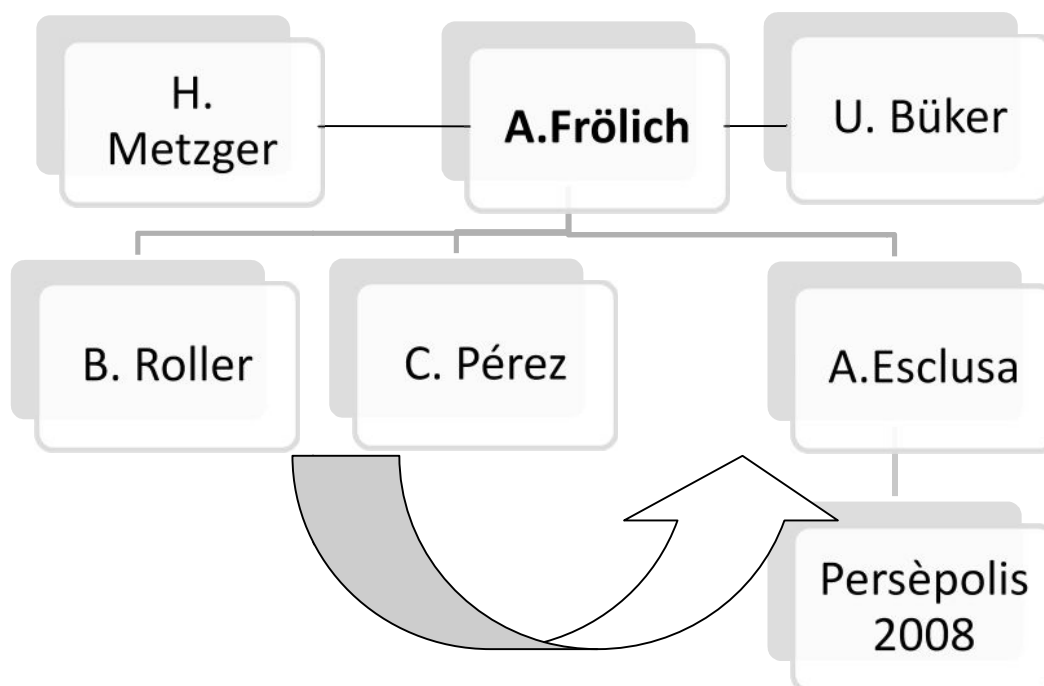 H.
Metzger
A.Frölich
U. Büker
B. Roller
C. Pérez
A.Esclusa
Persèpolis
2008